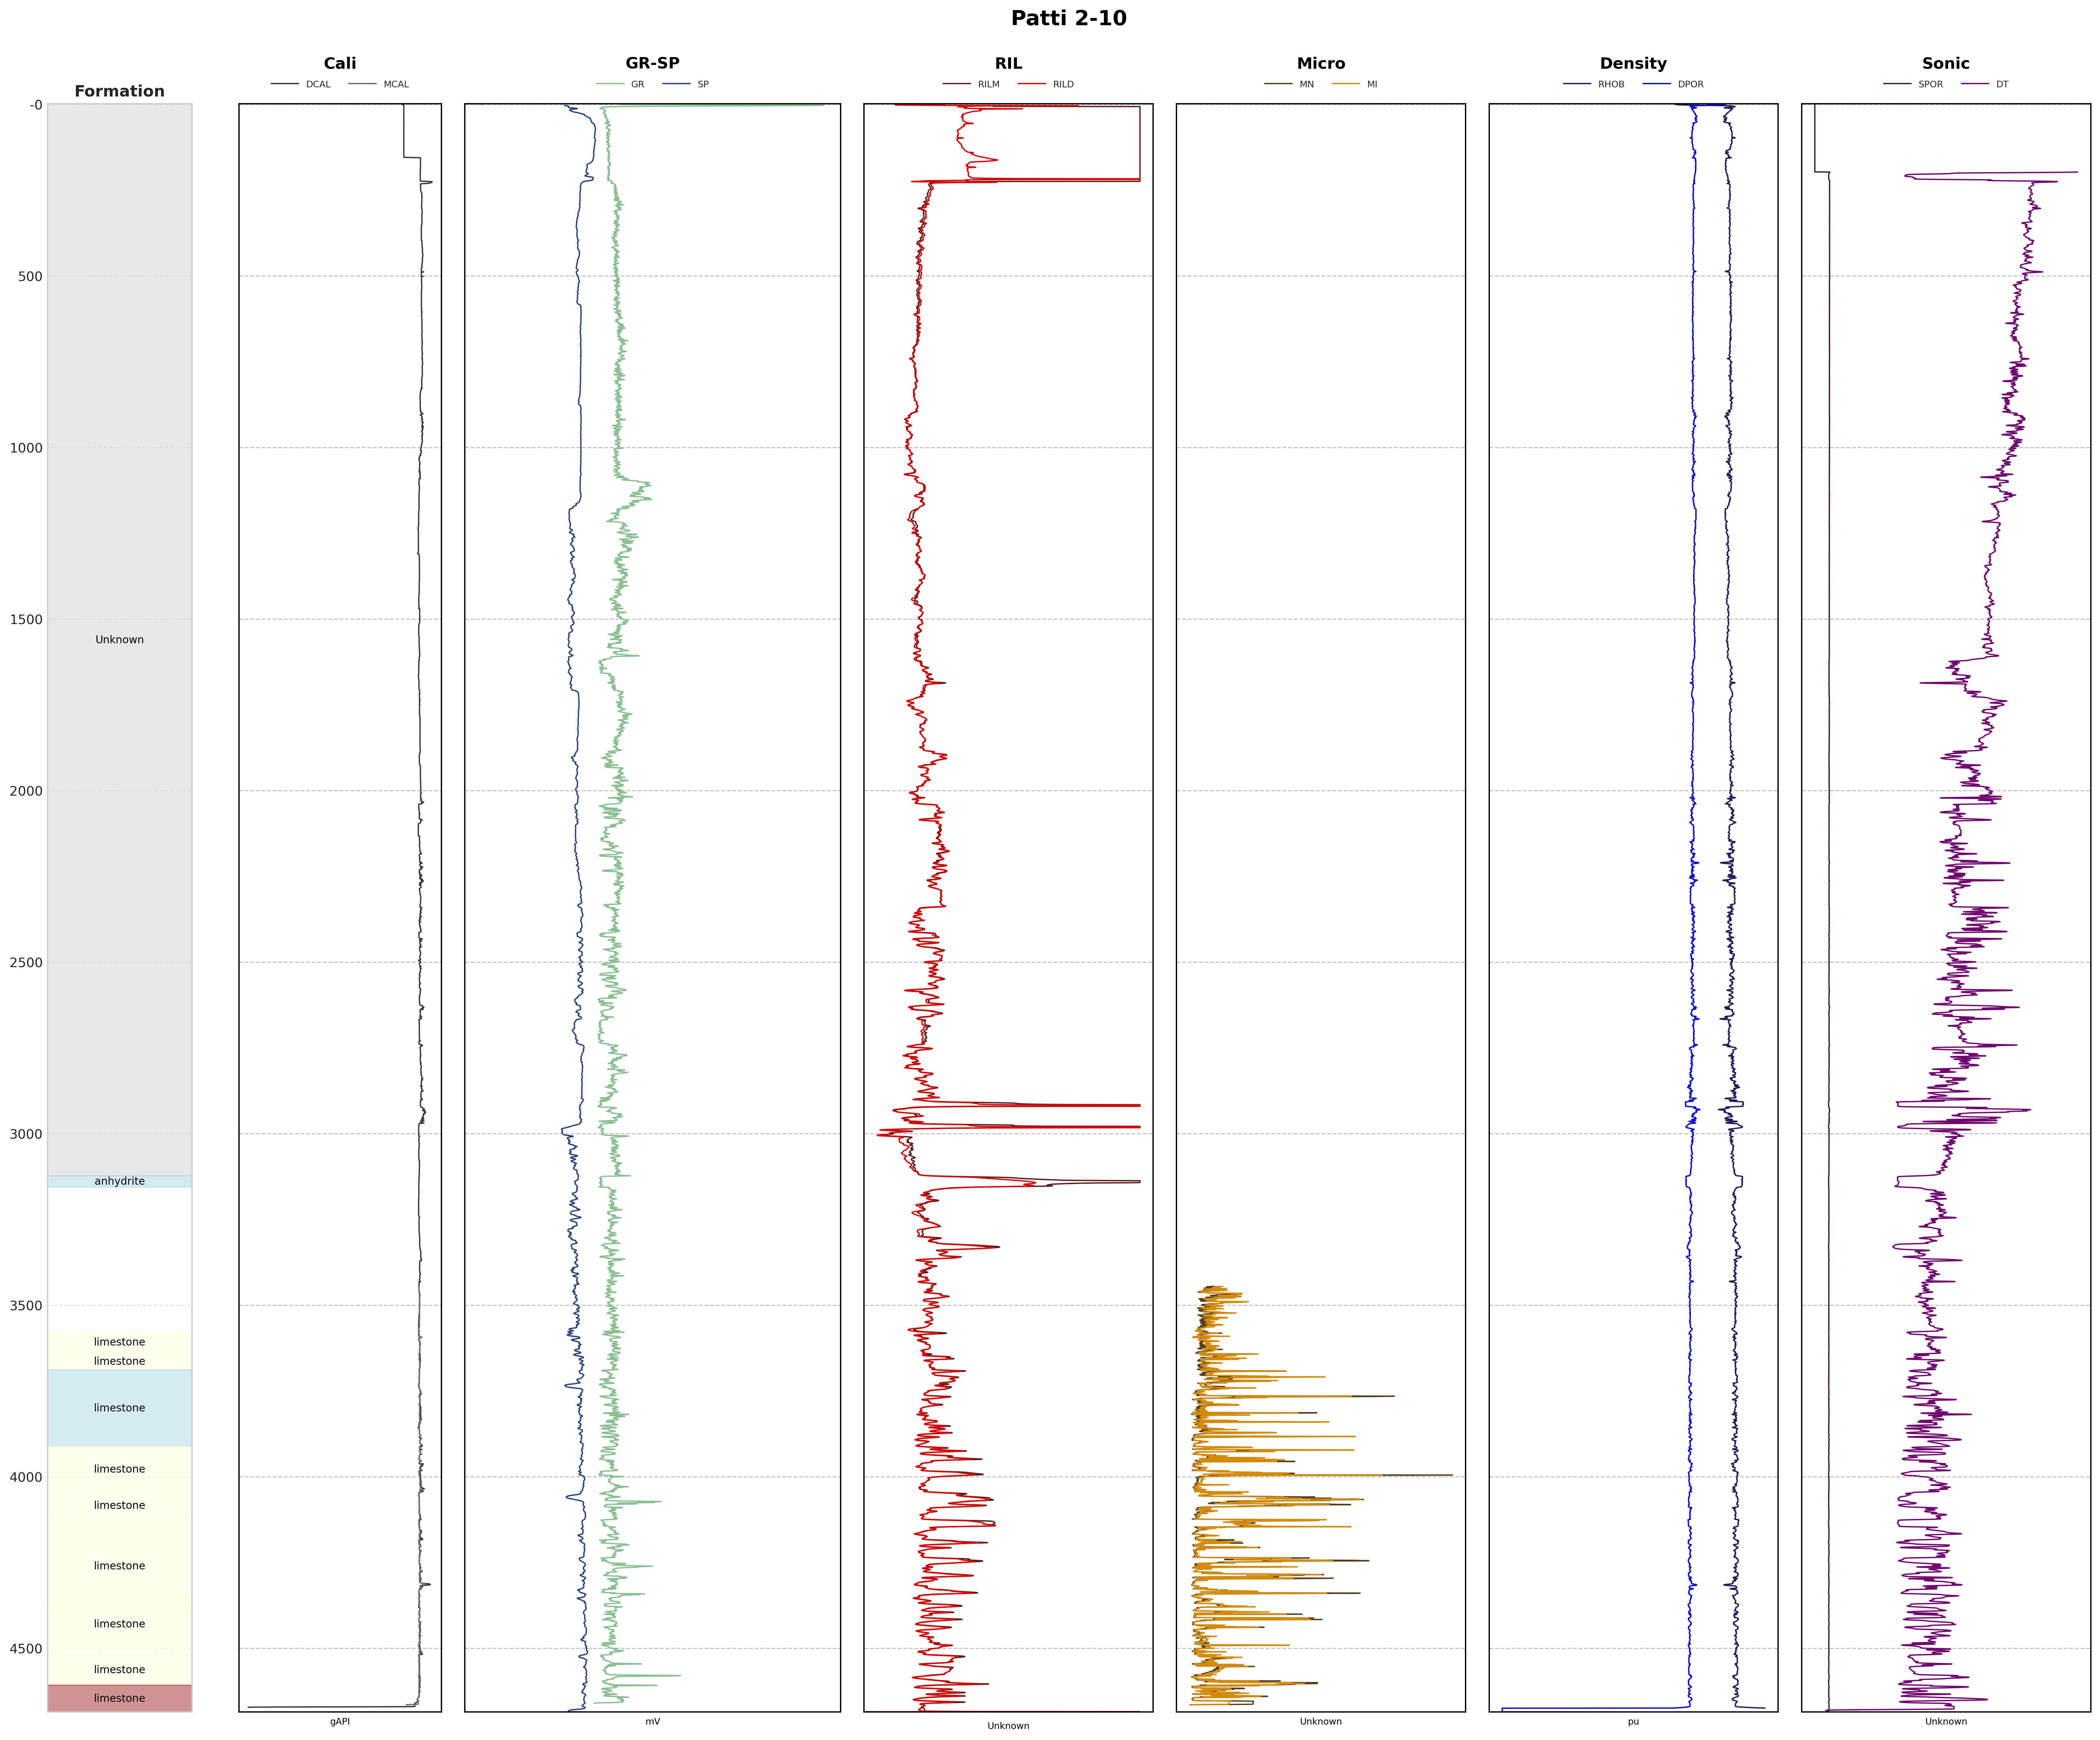 Patti 2-10
Formation
Cali
GR-SP
RIL
Micro
Density
Sonic
DCAL MCAL
GR SP
RILM RILD
MN MI
RHOB DPOR
SPOR DT
-0
500
1000
1500
Unknown
2000
2500
3000
anhydrite
3500
limestone
limestone
limestone
limestone
4000
limestone
limestone
limestone
4500
limestone
limestone
gAPI
mV
Unknown
Unknown
pu
Unknown